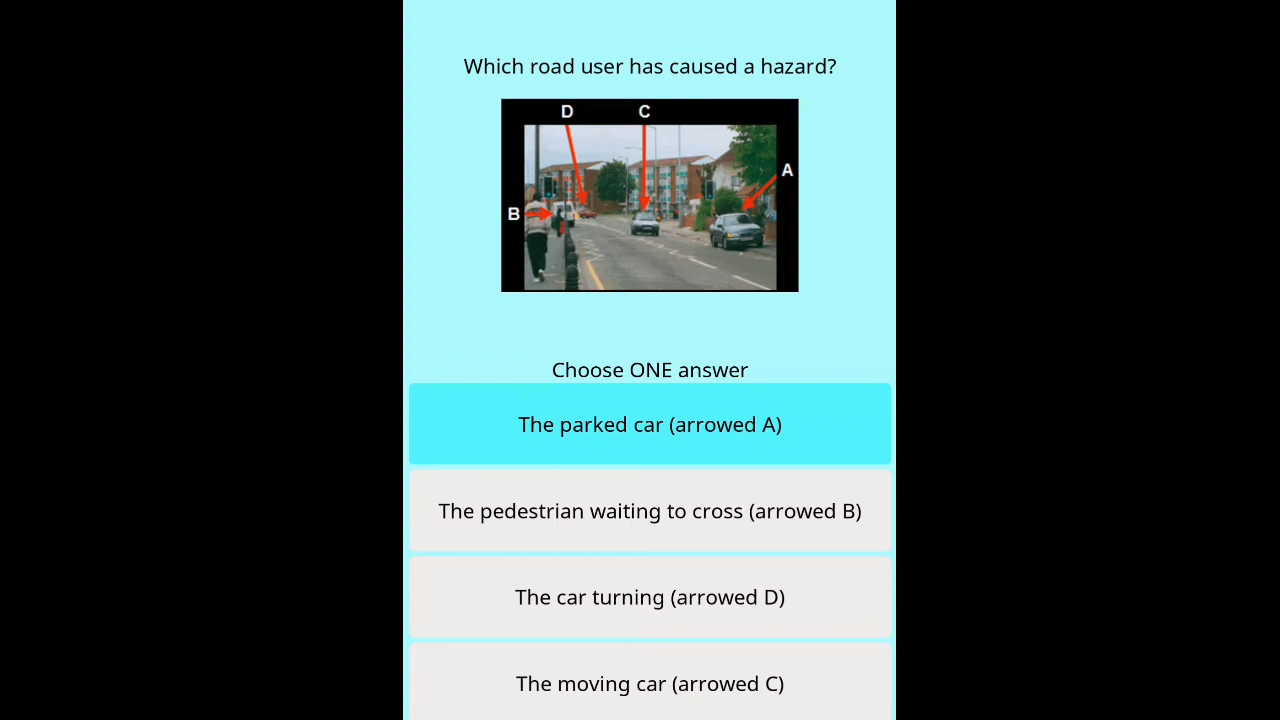 Which road user has caused a hazard?
D
C
A
B
Choose ONE answer
The parked car (arrowed A)
The pedestrian waiting to cross (arrowed B)
The car turning (arrowed D)
The moving car (arrowed C)